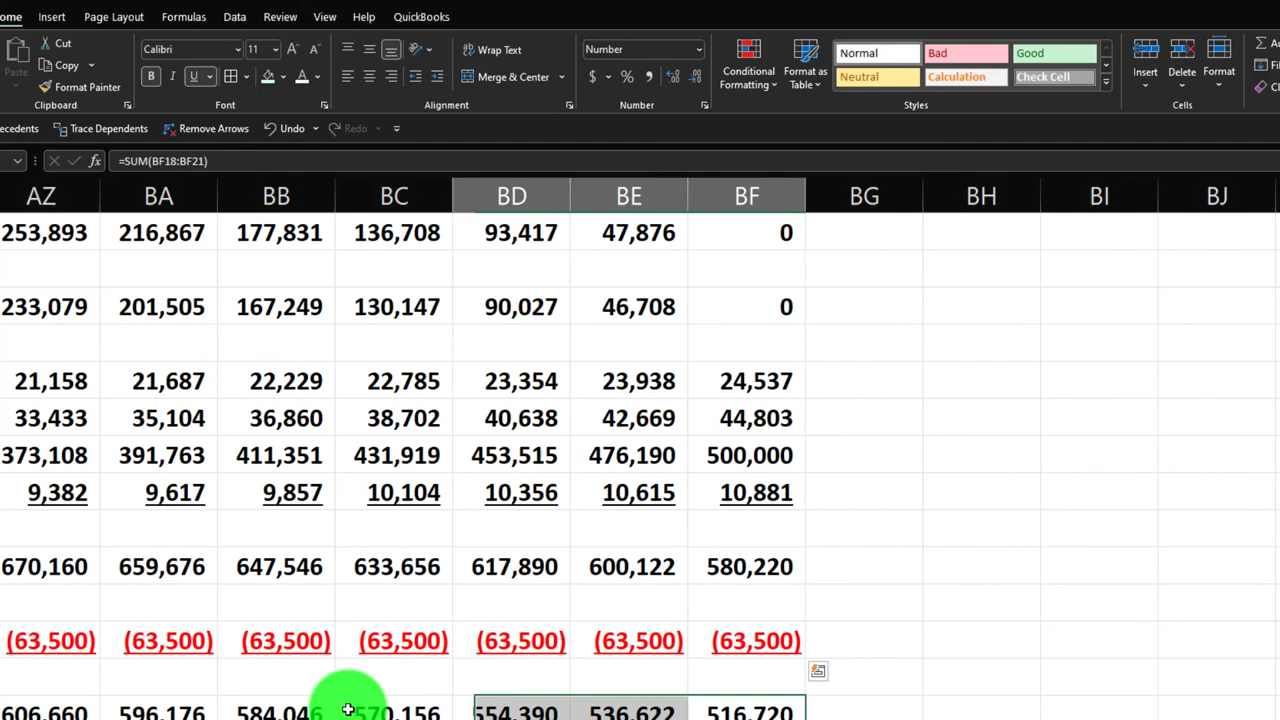 ome Insert Page Layout Formulas Data Review View Help QuickBooks
Cut Calibri 11 A A Wrap Text Number Normal Bad Good Au
Paste Copy B I U A Merge & Center $ % Conditional Formatting Format as Table Neutral Calculation Check Cell Insert Delete Format Fil
Format Painter Cl
Clipboard Font Alignment Number Styles Cells
ecedents Trace Dependents Remove Arrows Undo Redo
fx =SUM(BF18:BF21)
AZ BA BB BC BD BE BF BG BH BI BJ
253,893 216,867 177,831 136,708 93,417 47,876 0
233,079 201,505 167,249 130,147 90,027 46,708 0
21,158 21,687 22,229 22,785 23,354 23,938 24,537
33,433 35,104 36,860 38,702 40,638 42,669 44,803
373,108 391,763 411,351 431,919 453,515 476,190 500,000
9,382 9,617 9,857 10,104 10,356 10,615 10,881
670,160 659,676 647,546 633,656 617,890 600,122 580,220
(63,500) (63,500) (63,500) (63,500) (63,500) (63,500) (63,500)
606,660 596,176 584,046 570,156 554,390 536,622 516,720